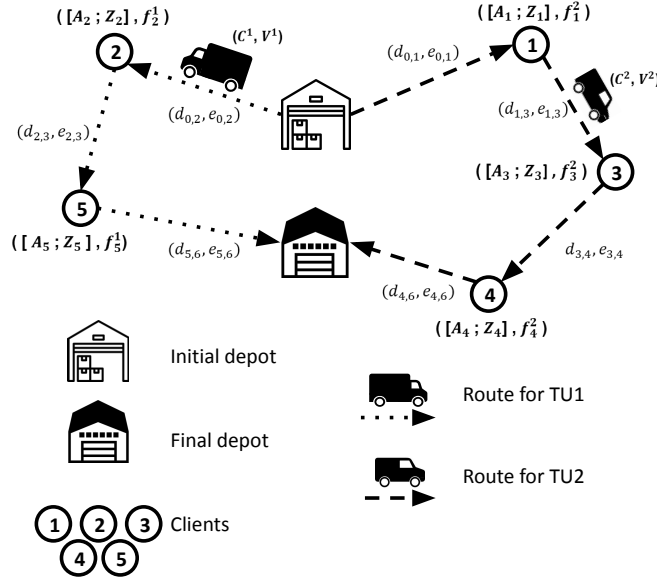 ([A₂ ; Z₂], f₂¹)
([A₁ ; Z₁], f₁²)
2
(C¹, V¹)
1
(d₀,₁, e₀,₁)
(C², V²)
(d₀,₂, e₀,₂)
(d₁,₃, e₁,₃)
(d₂,₃, e₂,₃)
([A₃ ; Z₃], f₃²)
3
5
([A₅ ; Z₅], f₅¹)
(d₅,₆, e₅,₆)
d₃,₄, e₃,₄
(d₄,₆, e₄,₆)
4
([A₄ ; Z₄], f₄²)
Initial depot
Route for TU1
Final depot
Route for TU2
1 2 3 Clients
4 5